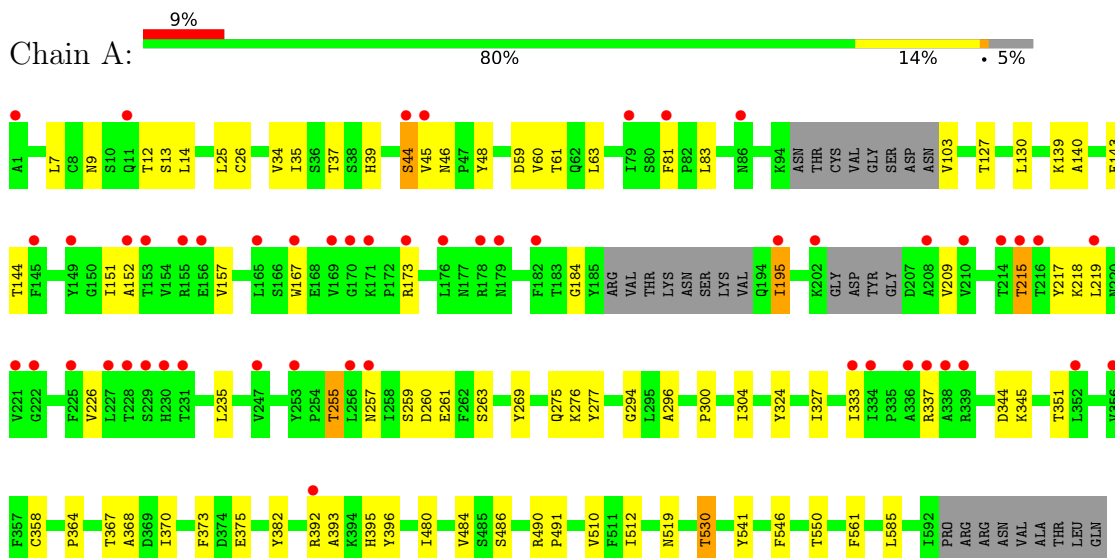 9%
Chain A:
80% 14% • 5%
A1 L7 C8 N9 S10 Q11 T12 S13 L14 L25 C26 V34 I35 S36 T37 S38 H39 S44 V45 N46 P47 Y48 D59 V60 T61 Q62 L63 I79 S80 F81 P82 L83 N86 K94 ASN THR CYS VAL GLY SER ASP ASN V103 T127 L130 K139 A140
T144 F145 Y149 G150 I151 A152 T153 V154 R155 E156 V157 L165 S166 W167 E168 V169 G170 K171 P172 R173 L176 N177 R178 N179 F182 T183 G184 Y185 ARG VAL THR LYS ASN SER LYS VAL Q194 I195 K202 GLY ASP TYR GLY D207 A208 V209 V210 T214 T215 T216 Y217 K218 L219 N220
V221 G222 F225 V226 L227 T228 S229 H230 T231 L235 V247 Y253 P254 T255 L256 N257 I258 S259 D260 E261 F262 S263 Y269 Q275 K276 Y277 G294 L295 A296 P300 I304 Y324 I327 I333 I334 P335 A336 R337 A338 R339 D344 K345 T351 L352 V356
F357 C358 P364 T367 A368 D369 I370 F373 D374 E375 Y382 R392 A393 K394 H395 Y396 I480 V484 S485 S486 R490 P491 V510 F511 I512 N519 T530 Y541 F546 T550 F561 L585 I592 PRO ARG ARG ASN VAL ALA THR LEU GLN